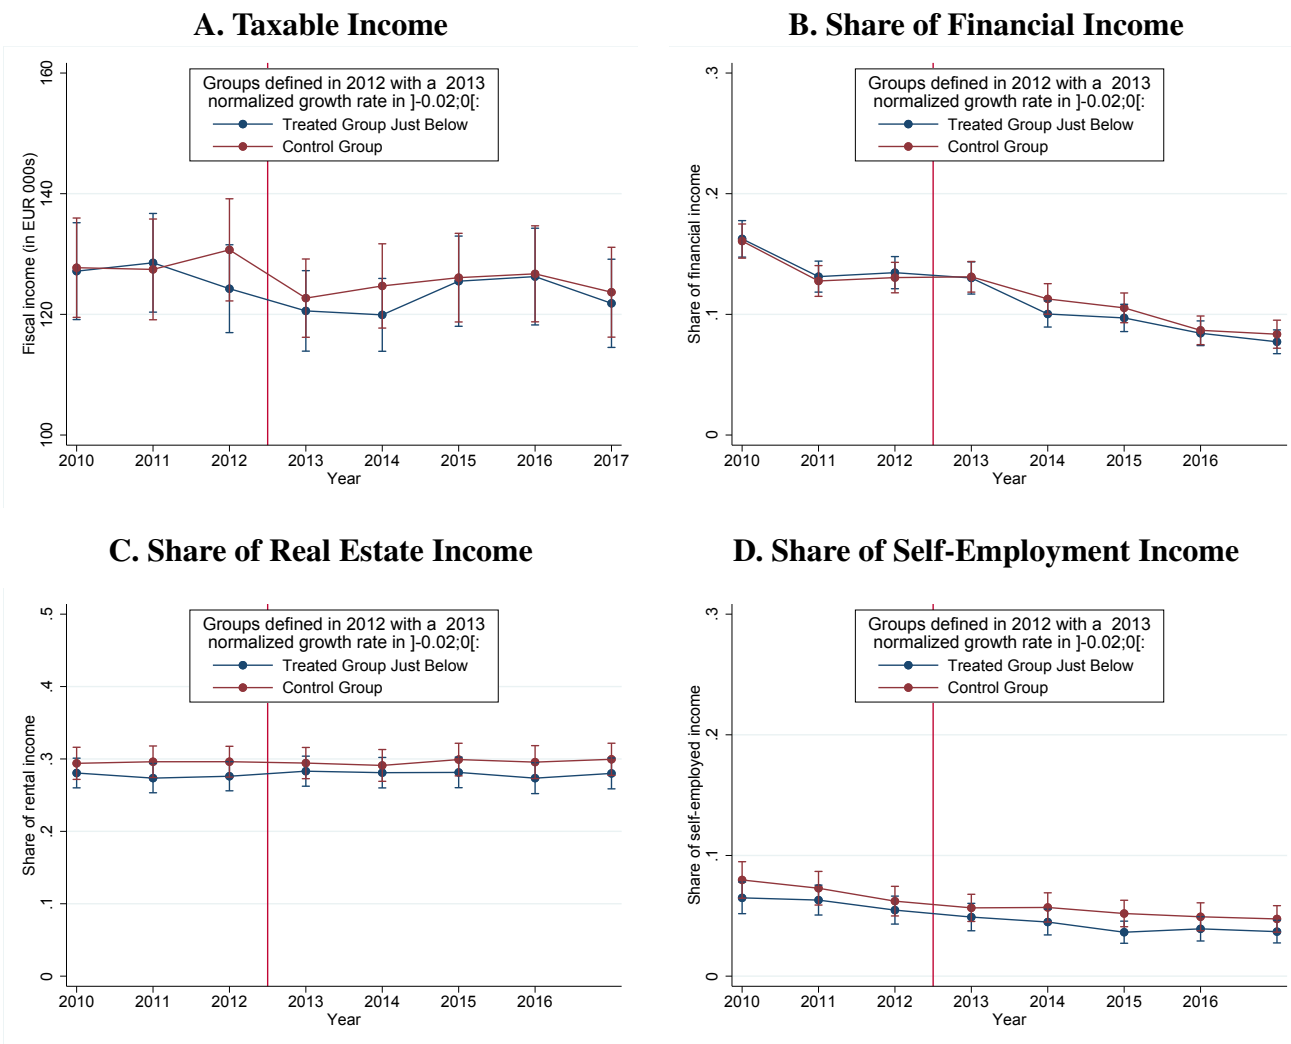 A. Taxable Income
Fiscal income (in EUR 000s)
160
140
120
100
Groups defined in 2012 with a 2013
normalized growth rate in ]-0.02;0[:
Treated Group Just Below
Control Group
2010 2011 2012 2013 2014 2015 2016 2017
Year
B. Share of Financial Income
Share of financial income
.3
.2
.1
0
Groups defined in 2012 with a 2013
normalized growth rate in ]-0.02;0[:
Treated Group Just Below
Control Group
2010 2011 2012 2013 2014 2015 2016
Year
C. Share of Real Estate Income
Share of rental income
.5
.4
.3
.2
.1
0
Groups defined in 2012 with a 2013
normalized growth rate in ]-0.02;0[:
Treated Group Just Below
Control Group
2010 2011 2012 2013 2014 2015 2016
Year
D. Share of Self-Employment Income
Share of self-employed income
.3
.2
.1
0
Groups defined in 2012 with a 2013
normalized growth rate in ]-0.02;0[:
Treated Group Just Below
Control Group
2010 2011 2012 2013 2014 2015 2016
Year